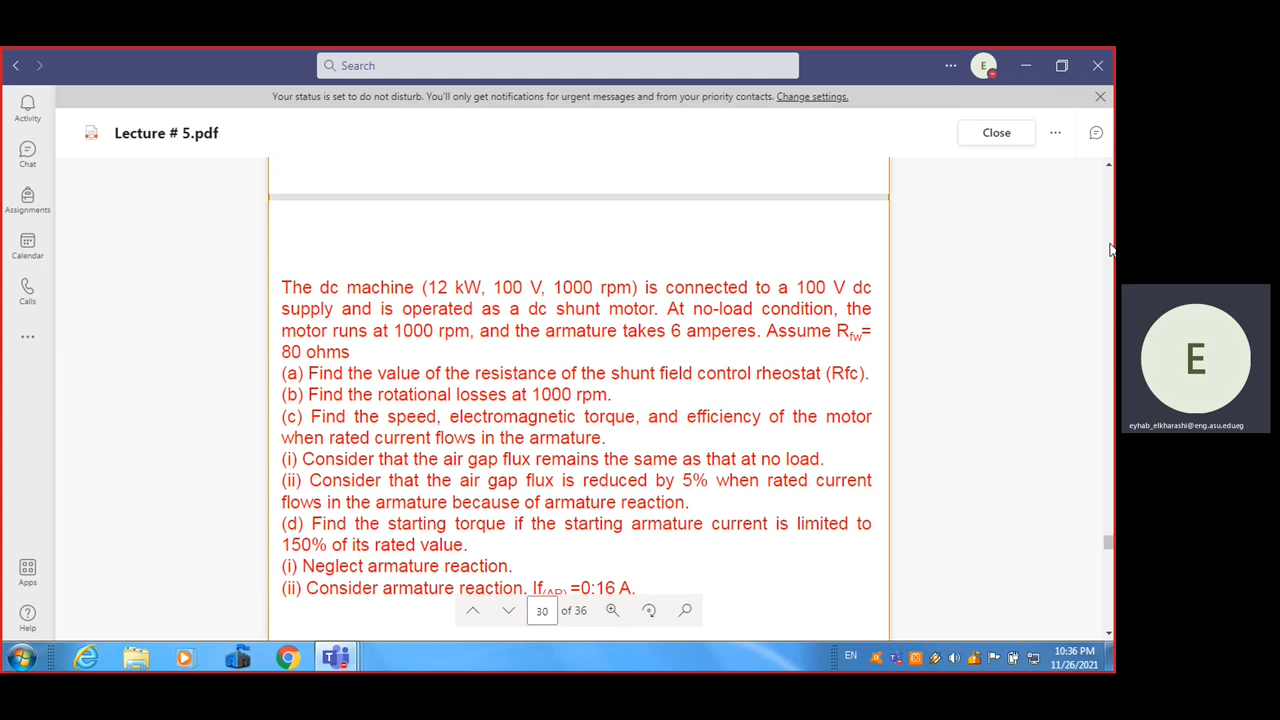 Search
E
Your status is set to do not disturb. You'll only get notifications for urgent messages and from your priority contacts. Change settings.
Activity
Chat
Assignments
Calendar
Calls
Apps
Help
Lecture # 5.pdf
Close
The dc machine (12 kW, 100 V, 1000 rpm) is connected to a 100 V dc
supply and is operated as a dc shunt motor. At no-load condition, the
motor runs at 1000 rpm, and the armature takes 6 amperes. Assume Rfw=
80 ohms
(a) Find the value of the resistance of the shunt field control rheostat (Rfc).
(b) Find the rotational losses at 1000 rpm.
(c) Find the speed, electromagnetic torque, and efficiency of the motor
when rated current flows in the armature.
(i) Consider that the air gap flux remains the same as that at no load.
(ii) Consider that the air gap flux is reduced by 5% when rated current
flows in the armature because of armature reaction.
(d) Find the starting torque if the starting armature current is limited to
150% of its rated value.
(i) Neglect armature reaction.
(ii) Consider armature reaction. If(AR) =0:16 A.
30 of 36
E
eyhab_elkharashi@eng.asu.edu.eg
EN
10:36 PM
11/26/2021